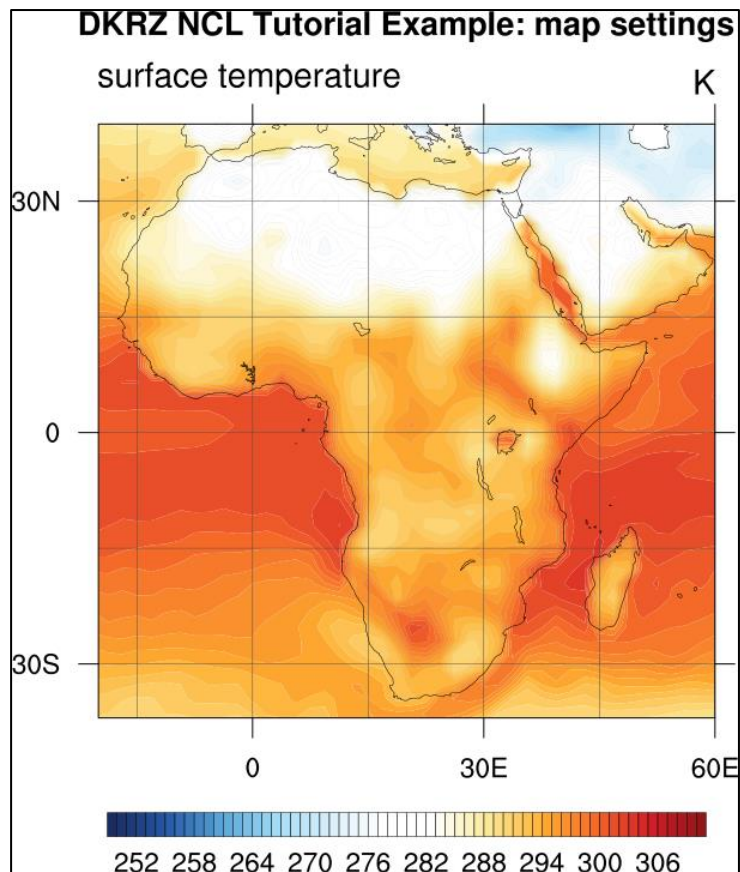 DKRZ NCL Tutorial Example: map settings
surface temperature K
30N
0
30S
0 30E 60E
252 258 264 270 276 282 288 294 300 306